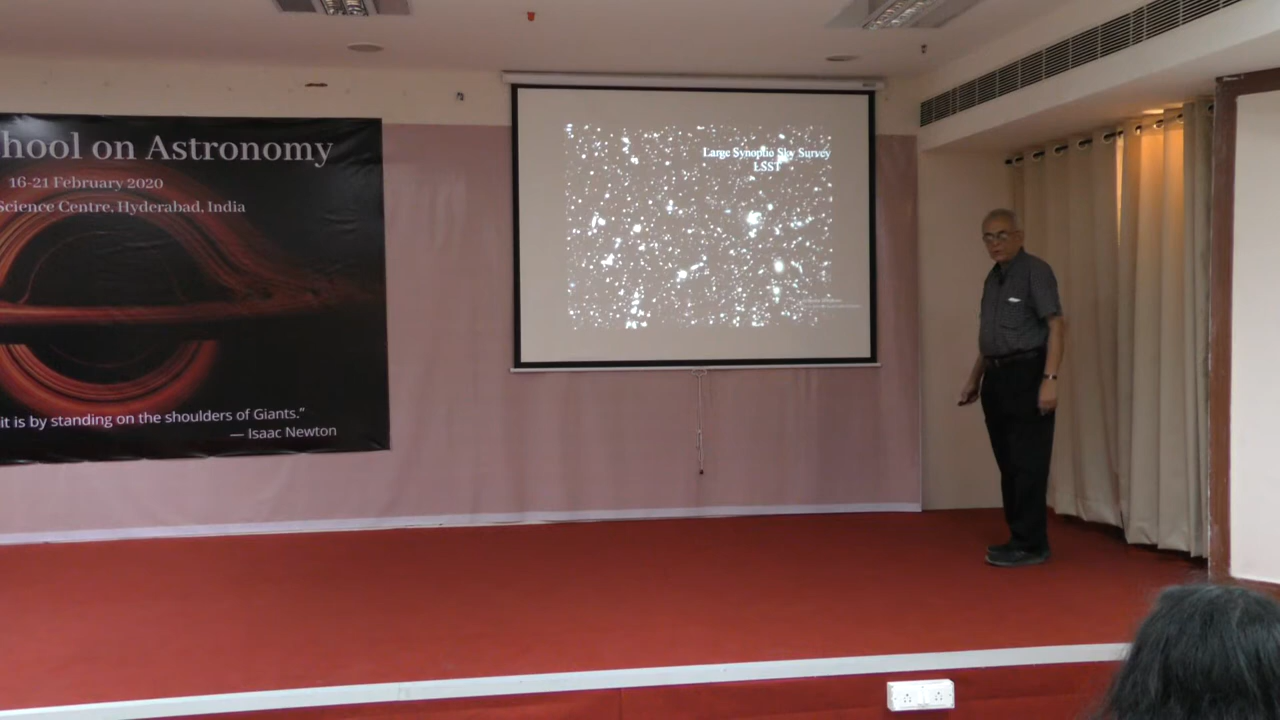 hool on Astronomy
16-21 February 2020
Science Centre, Hyderabad, India
it is by standing on the shoulders of Giants.”
— Isaac Newton
Large Synoptio Sky Survey
LSST